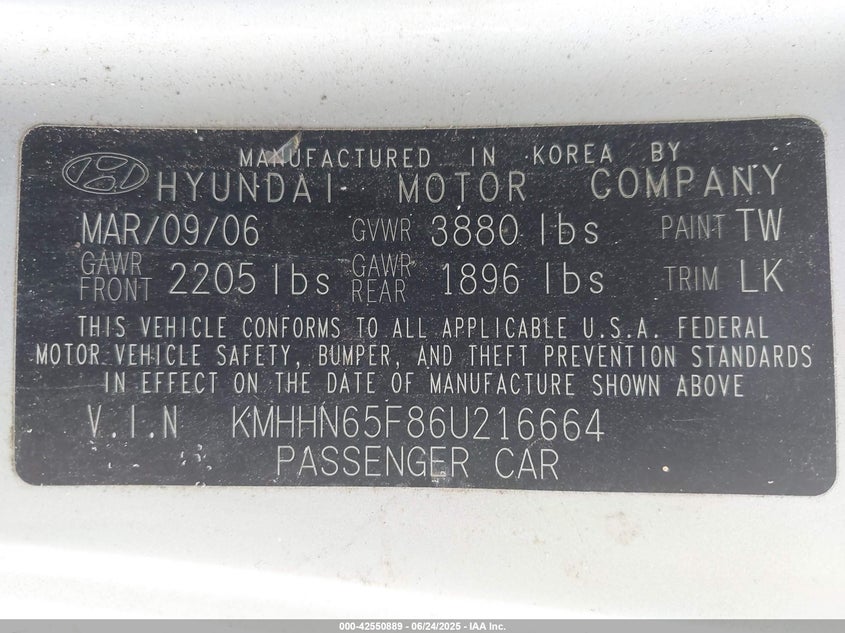 MANUFACTURED IN KOREA BY
HYUNDAI MOTOR COMPANY
MAR/09/06 GVWR 3880 lbs PAINT TW
GAWR FRONT 2205 lbs GAWR REAR 1896 lbs TRIM LK
THIS VEHICLE CONFORMS TO ALL APPLICABLE U.S.A. FEDERAL
MOTOR VEHICLE SAFETY, BUMPER, AND THEFT PREVENTION STANDARDS
IN EFFECT ON THE DATE OF MANUFACTURE SHOWN ABOVE
V.I.N KMHHN65F86U216664
PASSENGER CAR
000-42550889 - 06/24/2025 - IAA Inc.